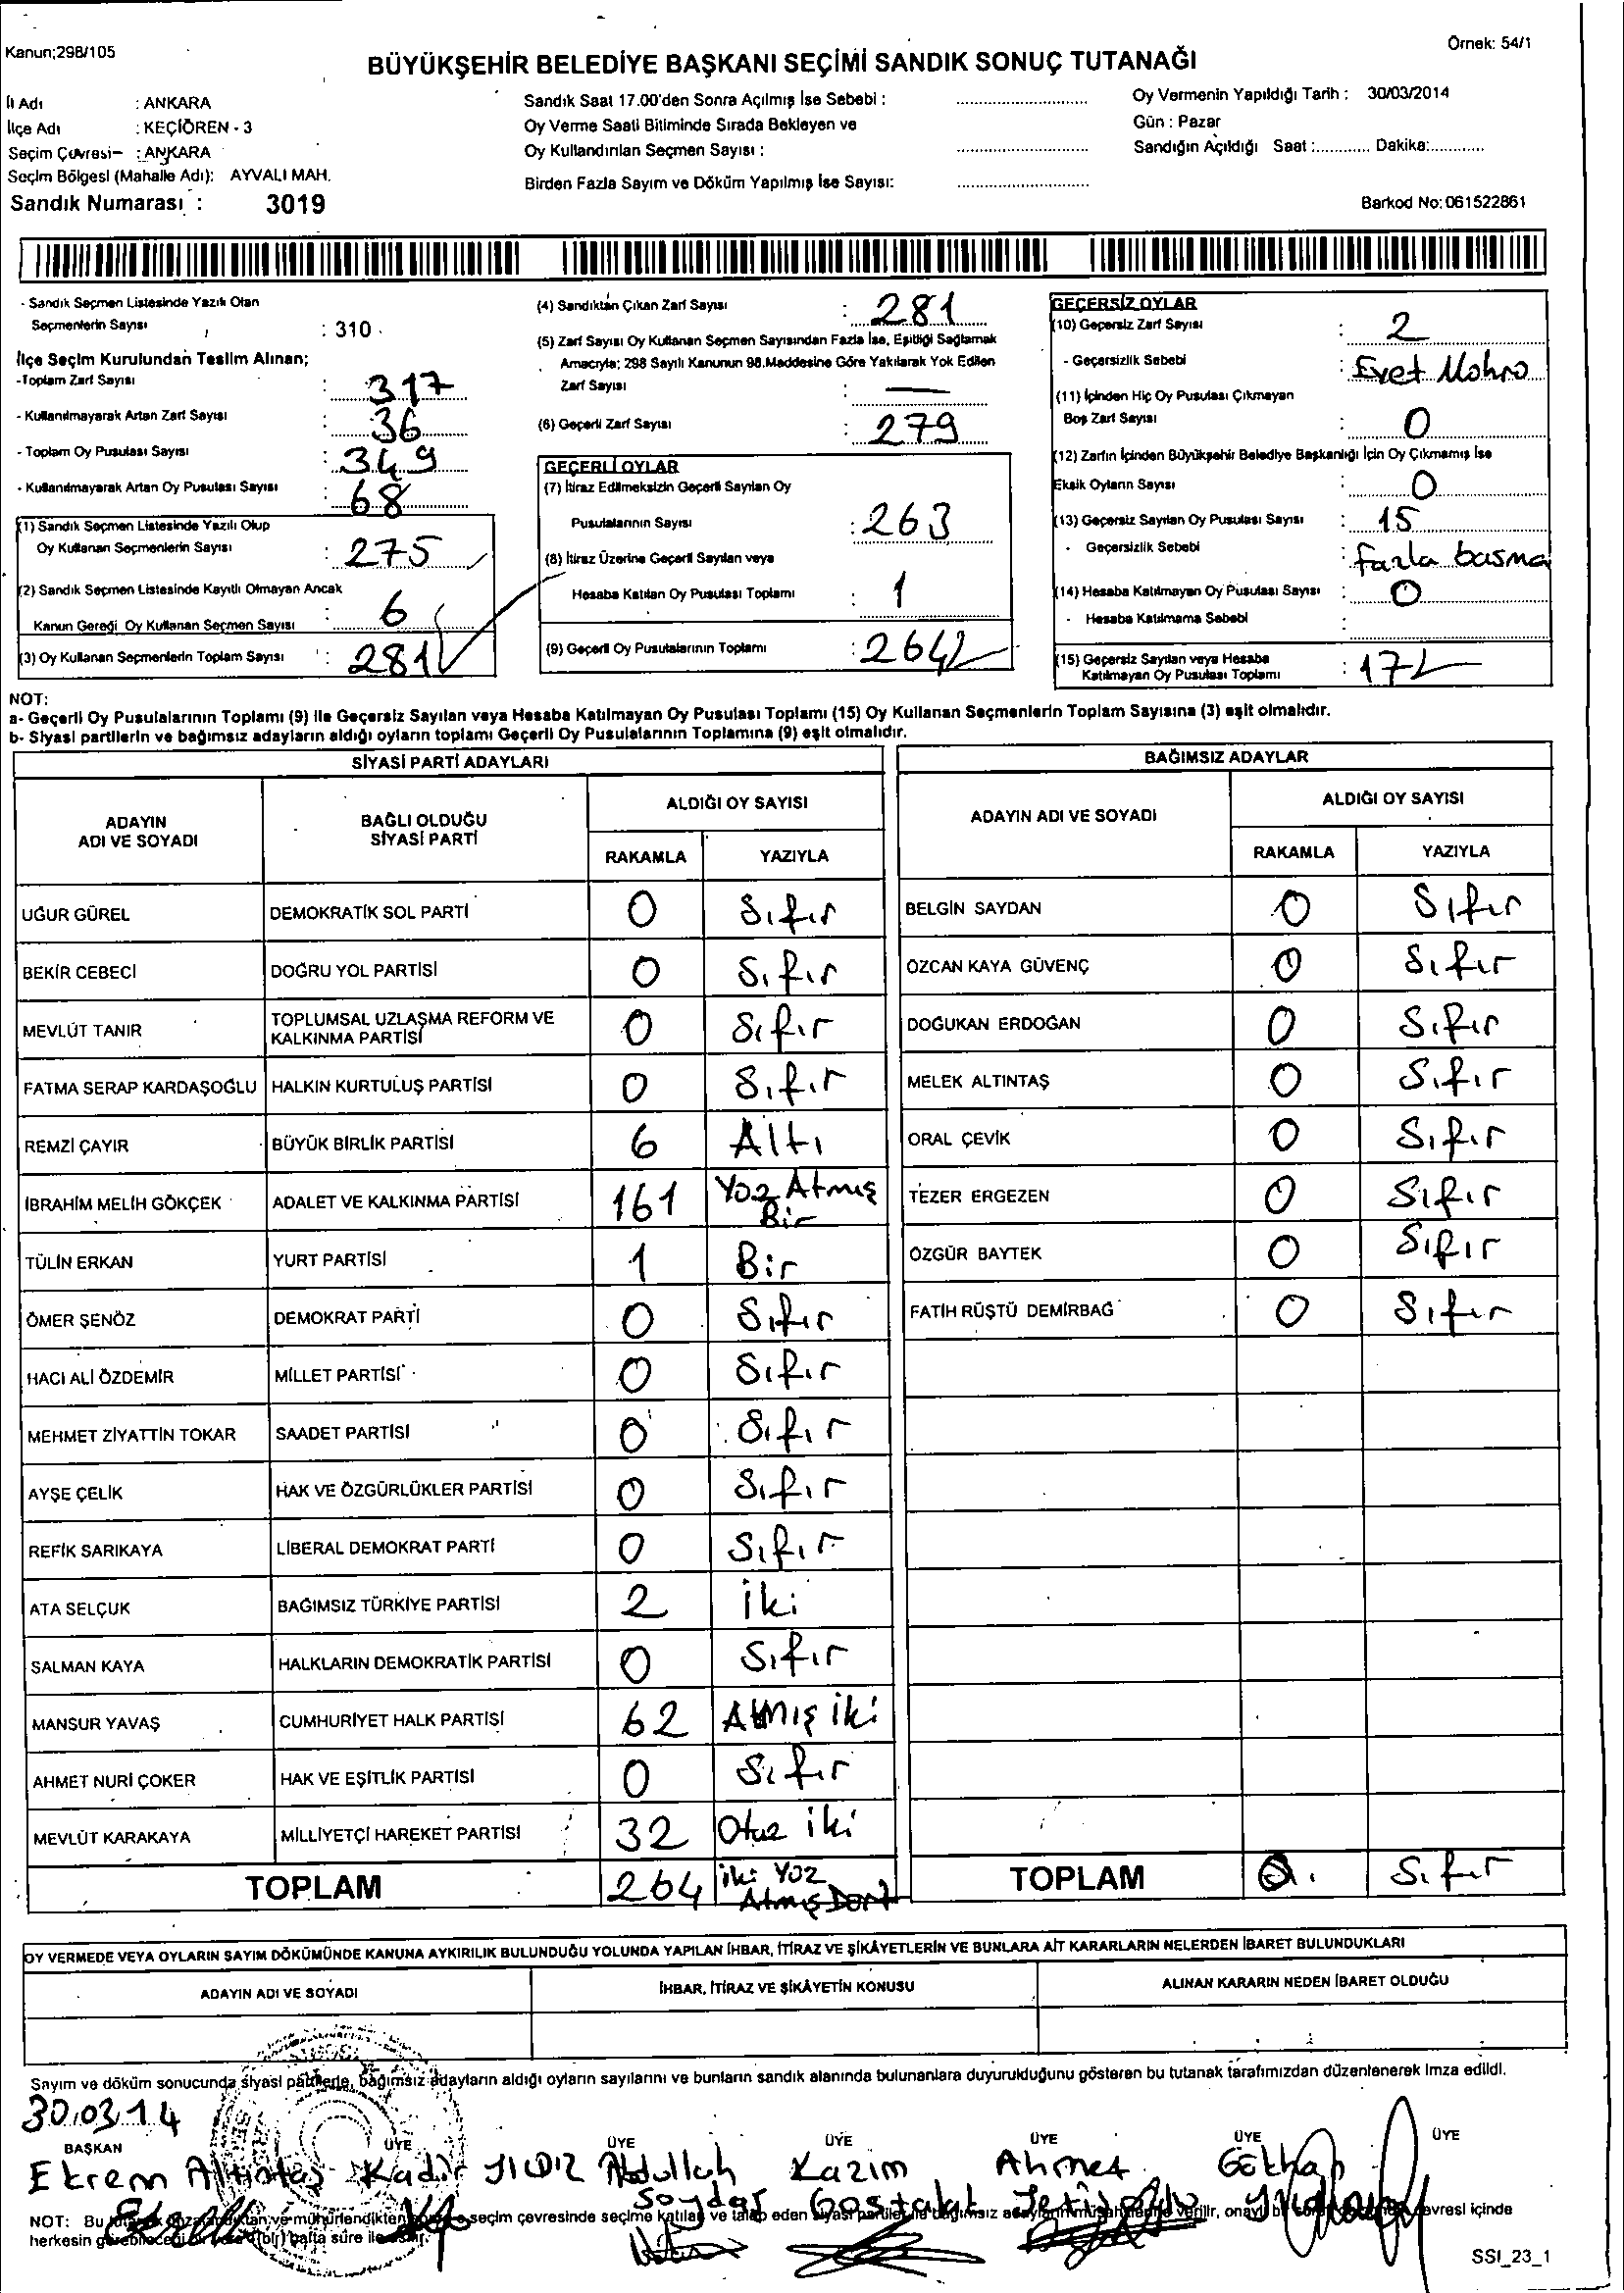 Kanun;298/105
Örnek: 54/1
BÜYÜKŞEHİR BELEDİYE BAŞKANI SEÇİMİ SANDIK SONUÇ TUTANAĞI
İl Adı : ANKARA
İlçe Adı : KEÇİÖREN - 3
Seçim Çevresi : ANKARA
Seçim Bölgesi (Mahalle Adı): AYVALI MAH.
Sandık Numarası : 3019
Sandık Saat 17.00'den Sonra Açılmış İse Sebebi :
Oy Verme Saati Bitiminde Sırada Bekleyen ve
Oy Kullandırılan Seçmen Sayısı :
Birden Fazla Sayım ve Döküm Yapılmış İse Sayısı:
Oy Vermenin Yapıldığı Tarih : 30/03/2014
Gün : Pazar
Sandığın Açıldığı Saat :............ Dakika:............
Barkod No: 061522861
- Sandık Seçmen Listesinde Yazılı Olan
Seçmenlerin Sayısı : 310
İlçe Seçim Kurulundan Teslim Alınan;
-Toplam Zarf Sayısı : 317
- Kullanılmayarak Artan Zarf Sayısı : 36
- Toplam Oy Pusulası Sayısı : 349
- Kullanılmayarak Artan Oy Pusulası Sayısı : 68
(1) Sandık Seçmen Listesinde Yazılı Olup
Oy Kullanan Seçmenlerin Sayısı : 275
(2) Sandık Seçmen Listesinde Kayıtlı Olmayan Ancak
Kanun Gereği Oy Kullanan Seçmen Sayısı : 6
(3) Oy Kullanan Seçmenlerin Toplam Sayısı : 281
(4) Sandıktan Çıkan Zarf Sayısı : 281
(5) Zarf Sayısı Oy Kullanan Seçmen Sayısından Fazla İse, Eşitliği Sağlamak
Amacıyla; 298 Sayılı Kanunun 98.Maddesine Göre Yakılarak Yok Edilen
Zarf Sayısı : —
(6) Geçerli Zarf Sayısı : 279
GEÇERLİ OYLAR
(7) İtiraz Edilmeksizin Geçerli Sayılan Oy
Pusulalarının Sayısı : 263
(8) İtiraz Üzerine Geçerli Sayılan veya
Hesaba Katılan Oy Pusulası Toplamı : 1
(9) Geçerli Oy Pusulalarının Toplamı : 264
GEÇERSİZ OYLAR
(10) Geçersiz Zarf Sayısı : 2
- Geçersizlik Sebebi : Evet
(11) İçinden Hiç Oy Pusulası Çıkmayan
Boş Zarf Sayısı : 0
(12) Zarfın İçinden Büyükşehir Belediye Başkanlığı İçin Oy Çıkmamış İse
Eksik Oyların Sayısı : 0
(13) Geçersiz Sayılan Oy Pusulası Sayısı : 15
- Geçersizlik Sebebi : fazla basma
(14) Hesaba Katılmayan Oy Pusulası Sayısı : 0
- Hesaba Katılmama Sebebi :
(15) Geçersiz Sayılan veya Hesaba
Katılmayan Oy Pusulası Toplamı : 17
NOT:
a- Geçerli Oy Pusulalarının Toplamı (9) ile Geçersiz Sayılan veya Hesaba Katılmayan Oy Pusulası Toplamı (15) Oy Kullanan Seçmenlerin Toplam Sayısına (3) eşit olmalıdır.
b- Siyasi partilerin ve bağımsız adayların aldığı oyların toplamı Geçerli Oy Pusulalarının Toplamına (9) eşit olmalıdır.
SİYASİ PARTİ ADAYLARI
ADAYIN ADI VE SOYADI BAĞLI OLDUĞU SİYASİ PARTİ ALDIĞI OY SAYISI
RAKAMLA YAZIYLA
UĞUR GÜREL DEMOKRATİK SOL PARTİ 0 Sıfır
BEKİR CEBECİ DOĞRU YOL PARTİSİ 0 Sıfır
MEVLÜT TANIR TOPLUMSAL UZLAŞMA REFORM VE KALKINMA PARTİSİ 0 Sıfır
FATMA SERAP KARDAŞOĞLU HALKIN KURTULUŞ PARTİSİ 0 Sıfır
REMZİ ÇAYIR BÜYÜK BİRLİK PARTİSİ 6 Altı
İBRAHİM MELİH GÖKÇEK ADALET VE KALKINMA PARTİSİ 161 Yüz Atmış Bir
TÜLİN ERKAN YURT PARTİSİ 1 Bir
ÖMER ŞENÖZ DEMOKRAT PARTİ 0 Sıfır
HACI ALİ ÖZDEMİR MİLLET PARTİSİ 0 Sıfır
MEHMET ZİYATTİN TOKAR SAADET PARTİSİ 0 Sıfır
AYŞE ÇELİK HAK VE ÖZGÜRLÜKLER PARTİSİ 0 Sıfır
REFİK SARIKAYA LİBERAL DEMOKRAT PARTİ 0 Sıfır
ATA SELÇUK BAĞIMSIZ TÜRKİYE PARTİSİ 2 iki
SALMAN KAYA HALKLARIN DEMOKRATİK PARTİSİ 0 Sıfır
MANSUR YAVAŞ CUMHURİYET HALK PARTİSİ 62 Atmış iki
AHMET NURİ ÇOKER HAK VE EŞİTLİK PARTİSİ 0 Sıfır
MEVLÜT KARAKAYA MİLLİYETÇİ HAREKET PARTİSİ 32 Otuz iki
TOPLAM 264 iki Yüz Atmış Dört
BAĞIMSIZ ADAYLAR
ADAYIN ADI VE SOYADI ALDIĞI OY SAYISI
RAKAMLA YAZIYLA
BELGİN SAYDAN 0 Sıfır
ÖZCAN KAYA GÜVENÇ 0 Sıfır
DOĞUKAN ERDOĞAN 0 Sıfır
MELEK ALTINTAŞ 0 Sıfır
ORAL ÇEVİK 0 Sıfır
TEZER ERGEZEN 0 Sıfır
ÖZGÜR BAYTEK 0 Sıfır
FATİH RÜŞTÜ DEMİRBAĞ 0 Sıfır
TOPLAM 0 Sıfır
OY VERMEDE VEYA OYLARIN SAYIM DÖKÜMÜNDE KANUNA AYKIRILIK BULUNDUĞU YOLUNDA YAPILAN İHBAR, İTİRAZ VE ŞİKÂYETLERİN VE BUNLARA AİT KARARLARIN NELERDEN İBARET BULUNDUKLARI
ADAYIN ADI VE SOYADI İHBAR, İTİRAZ VE ŞİKÂYETİN KONUSU ALINAN KARARIN NEDEN İBARET OLDUĞU
Sayım ve döküm sonucunda siyasi partilerle, bağımsız adayların aldığı oyların sayılarını ve bunların sandık alanında bulunanlara duyurulduğunu gösteren bu tutanak tarafımızdan düzenlenerek imza edildi.
30.03.14
BAŞKAN ÜYE ÜYE ÜYE ÜYE ÜYE ÜYE
Ekrem Altıntaş Kadir YILDIZ Abdullah Kazım Ahmet Gökhan
Soydar
NOT: Bu seçim çevresinde seçime katılan ve talep eden siyasi bağımsız verilir, çevresi içinde
herkesin hafta süre ile
SSI_23_1